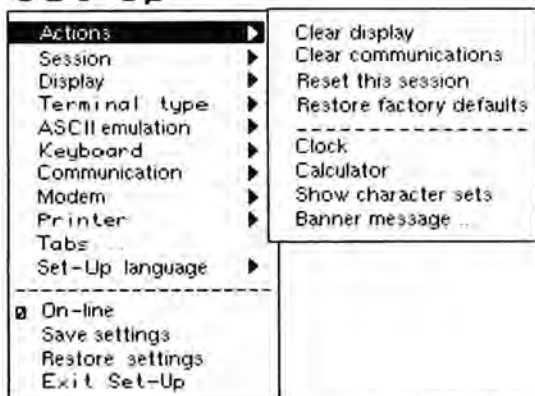 Actions
Session
Display
Terminal type
ASCII emulation
Keyboard
Communication
Modem
Printer
Tabs ...
Set-Up language
On-line
Save settings
Restore settings
Exit Set-Up
Clear display
Clear communications
Reset this session
Restore factory defaults
Clock
Calculator
Show character sets
Banner message ...